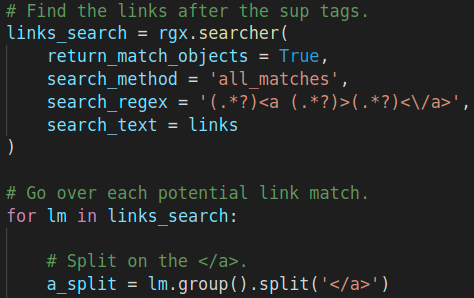 # Find the links after the sup tags.
links_search = rgx.searcher(
    return_match_objects = True,
    search_method = 'all_matches',
    search_regex = '(.*?)<a (.*?)>(.*?)<\/a>',
    search_text = links
)
# Go over each potential link match.
for lm in links_search:
    # Split on the </a>.
    a_split = lm.group().split('</a>')